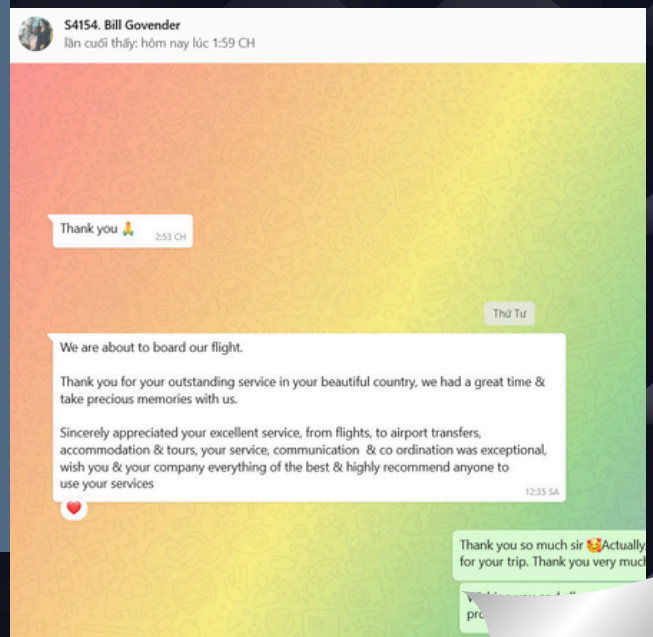 S4154. Bill Govender
lần cuối thấy: hôm nay lúc 1:59 CH
Thank you 🙏
2:53 CH
Thứ Tư
We are about to board our flight.
Thank you for your outstanding service in your beautiful country, we had a great time &
take precious memories with us.
Sincerely appreciated your excellent service, from flights, to airport transfers,
accommodation & tours, your service, communication & co ordination was exceptional,
wish you & your company everything of the best & highly recommend anyone to
use your services
12:35 SA
Thank you so much sir 🥰Actually
for your trip. Thank you very much